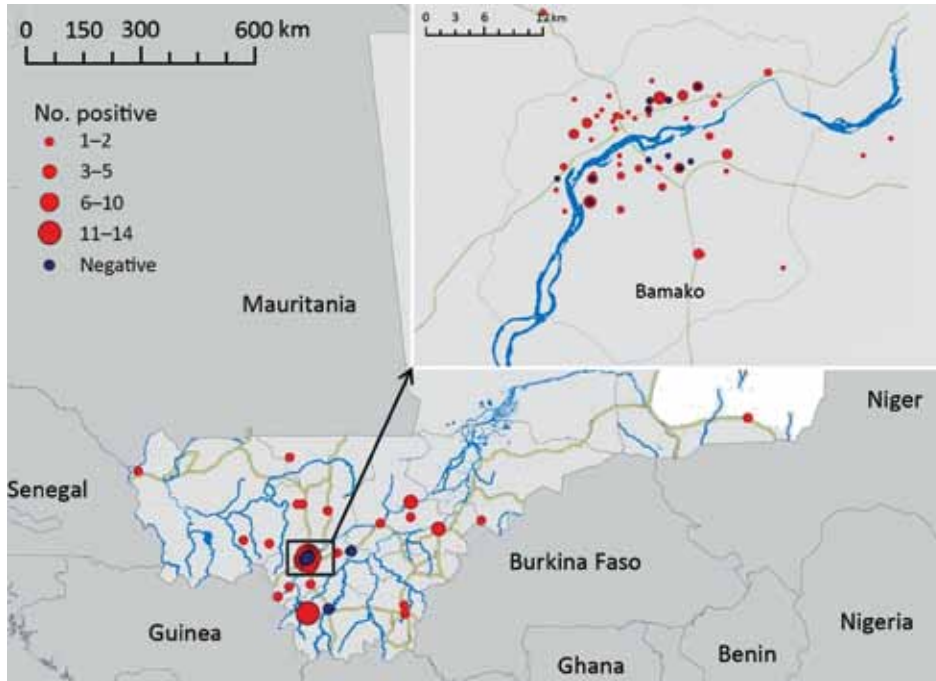 0 150 300 600 km
No. positive
1–2
3–5
6–10
11–14
Negative
0 3 6 12 km
Bamako
Mauritania
Niger
Senegal
Burkina Faso
Guinea
Nigeria
Benin
Ghana